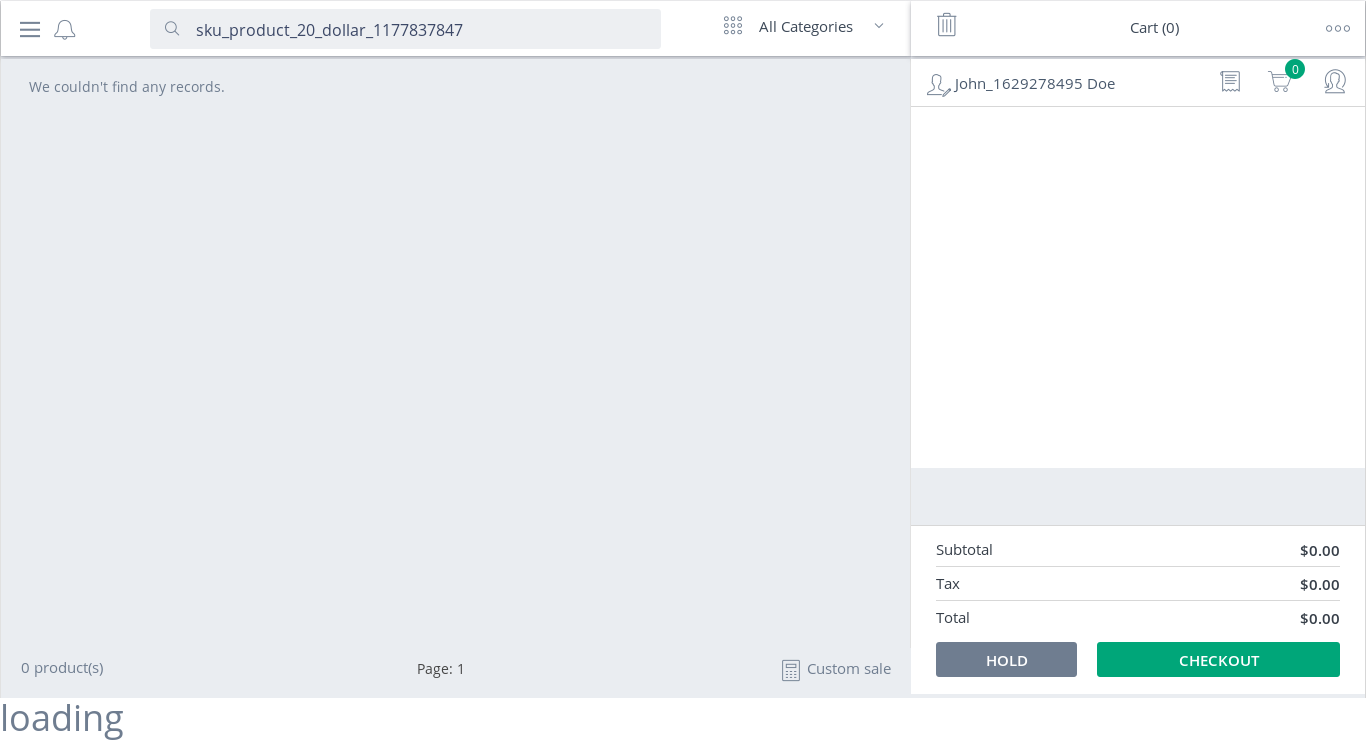 sku_product_20_dollar_1177837847
All Categories
Cart (0)
We couldn't find any records.
John_1629278495 Doe
0
Subtotal $0.00
Tax $0.00
Total $0.00
HOLD CHECKOUT
0 product(s)
Page: 1
Custom sale
loading